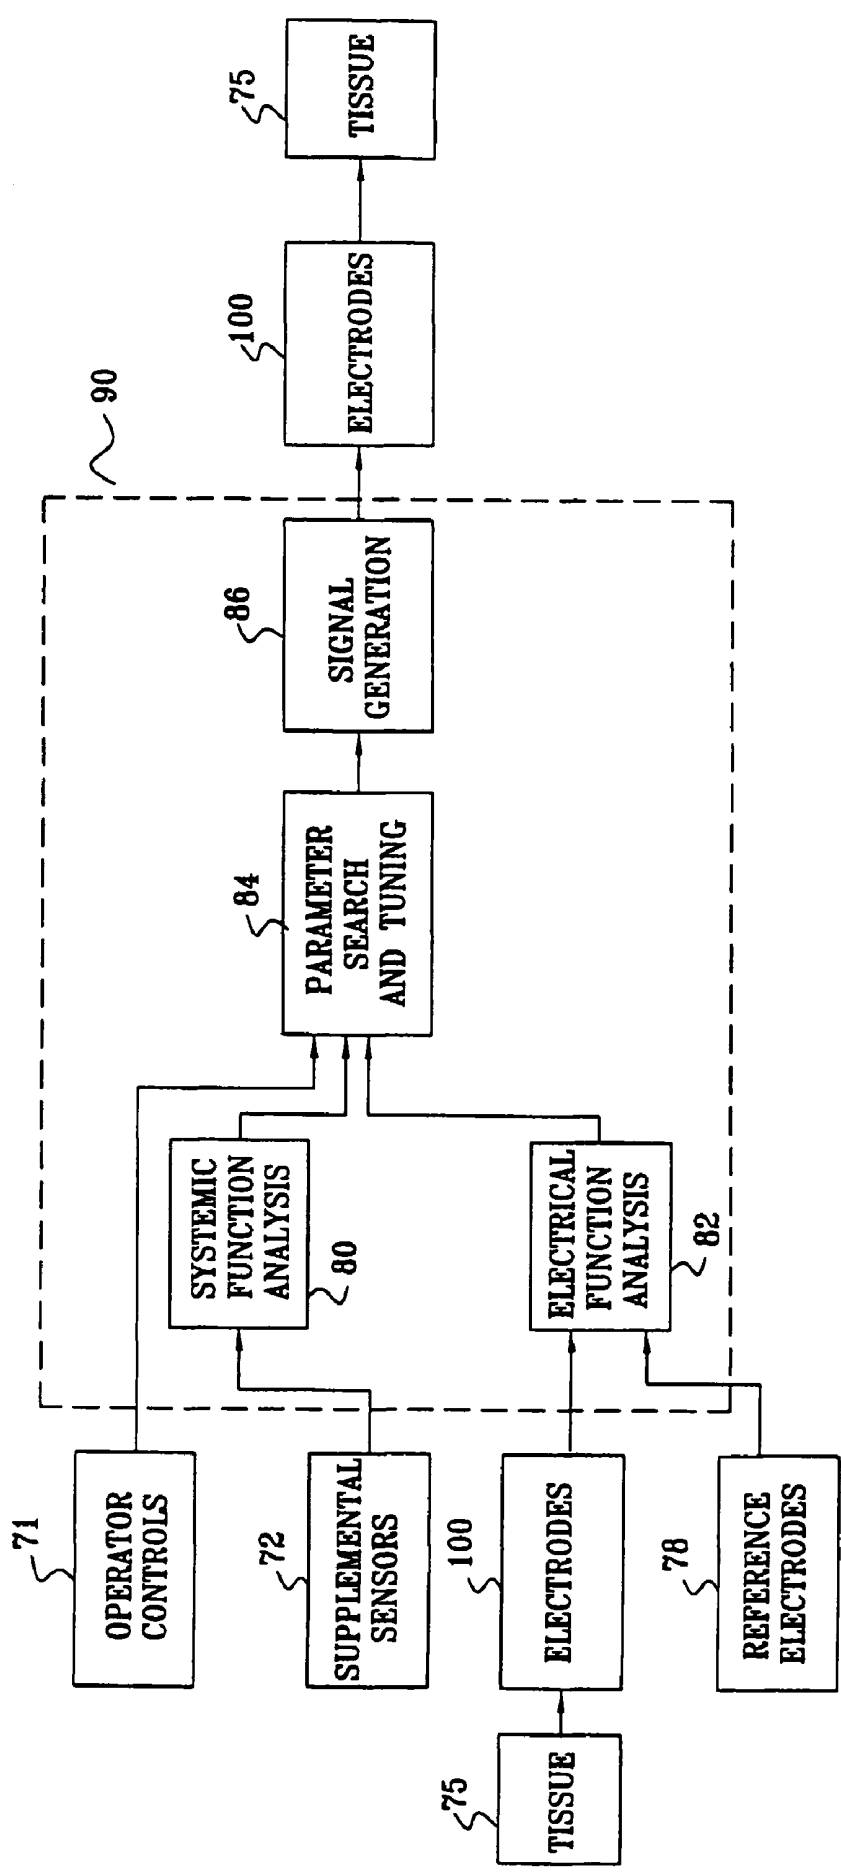 71
OPERATOR
CONTROLS
72
SUPPLEMENTAL
SENSORS
75
TISSUE
100
ELECTRODES
78
REFERENCE
ELECTRODES
SYSTEMIC
FUNCTION
ANALYSIS
80
ELECTRICAL
FUNCTION
ANALYSIS
82
84
PARAMETER
SEARCH
AND TUNING
86
SIGNAL
GENERATION
90
100
ELECTRODES
75
TISSUE